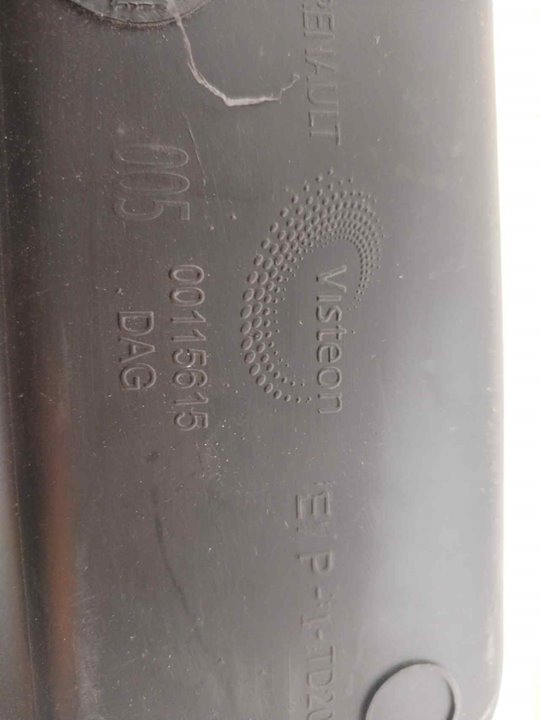 RENAULT
Visteon
005
00115615
DAG